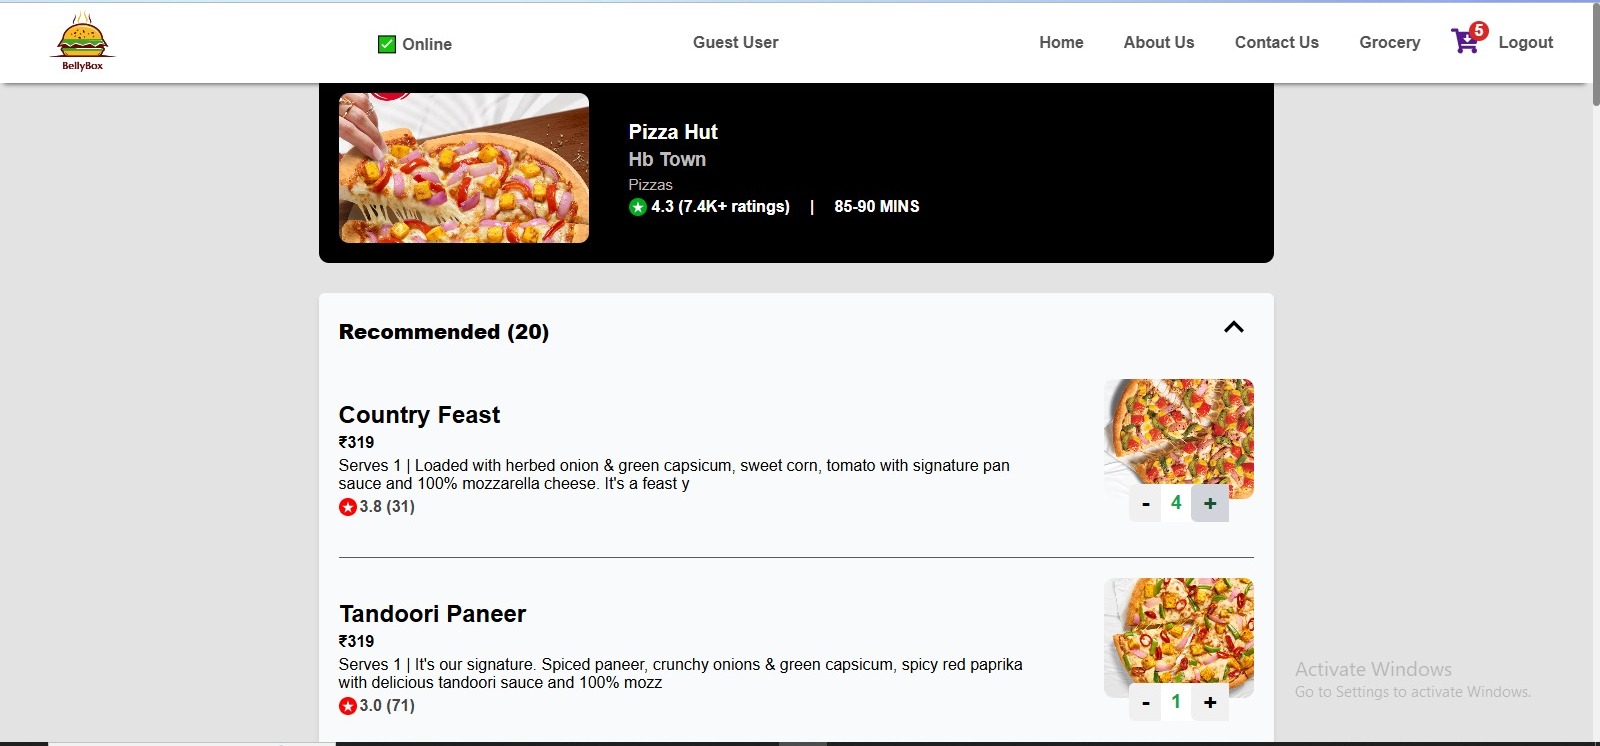 BellyBox
Online
Guest User
Home
About Us
Contact Us
Grocery
5
Logout
Pizza Hut
Hb Town
Pizzas
4.3 (7.4K+ ratings) | 85-90 MINS
Recommended (20)
Country Feast
₹319
Serves 1 | Loaded with herbed onion & green capsicum, sweet corn, tomato with signature pan
sauce and 100% mozzarella cheese. It's a feast y
3.8 (31)
- 4 +
Tandoori Paneer
₹319
Serves 1 | It's our signature. Spiced paneer, crunchy onions & green capsicum, spicy red paprika
with delicious tandoori sauce and 100% mozz
3.0 (71)
- 1 +
Activate Windows
Go to Settings to activate Windows.